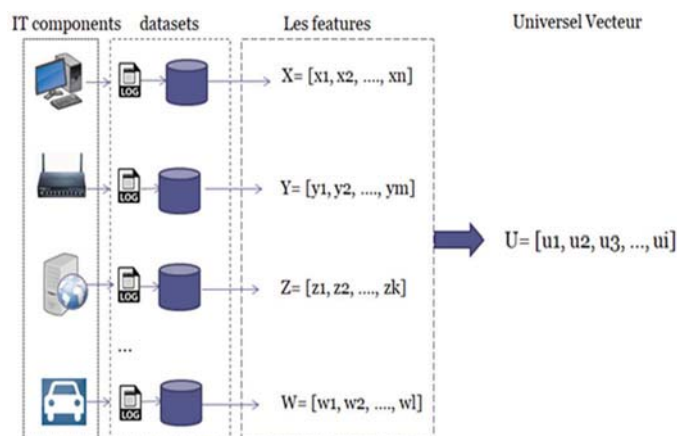 IT components datasets Les features Universel Vecteur
LOG X= [x1, x2, ...., xn]
LOG Y= [y1, y2, ...., ym]
U= [u1, u2, u3, ..., ui]
LOG Z= [z1, z2, ...., zk]
...
LOG W= [w1, w2, ...., wl]